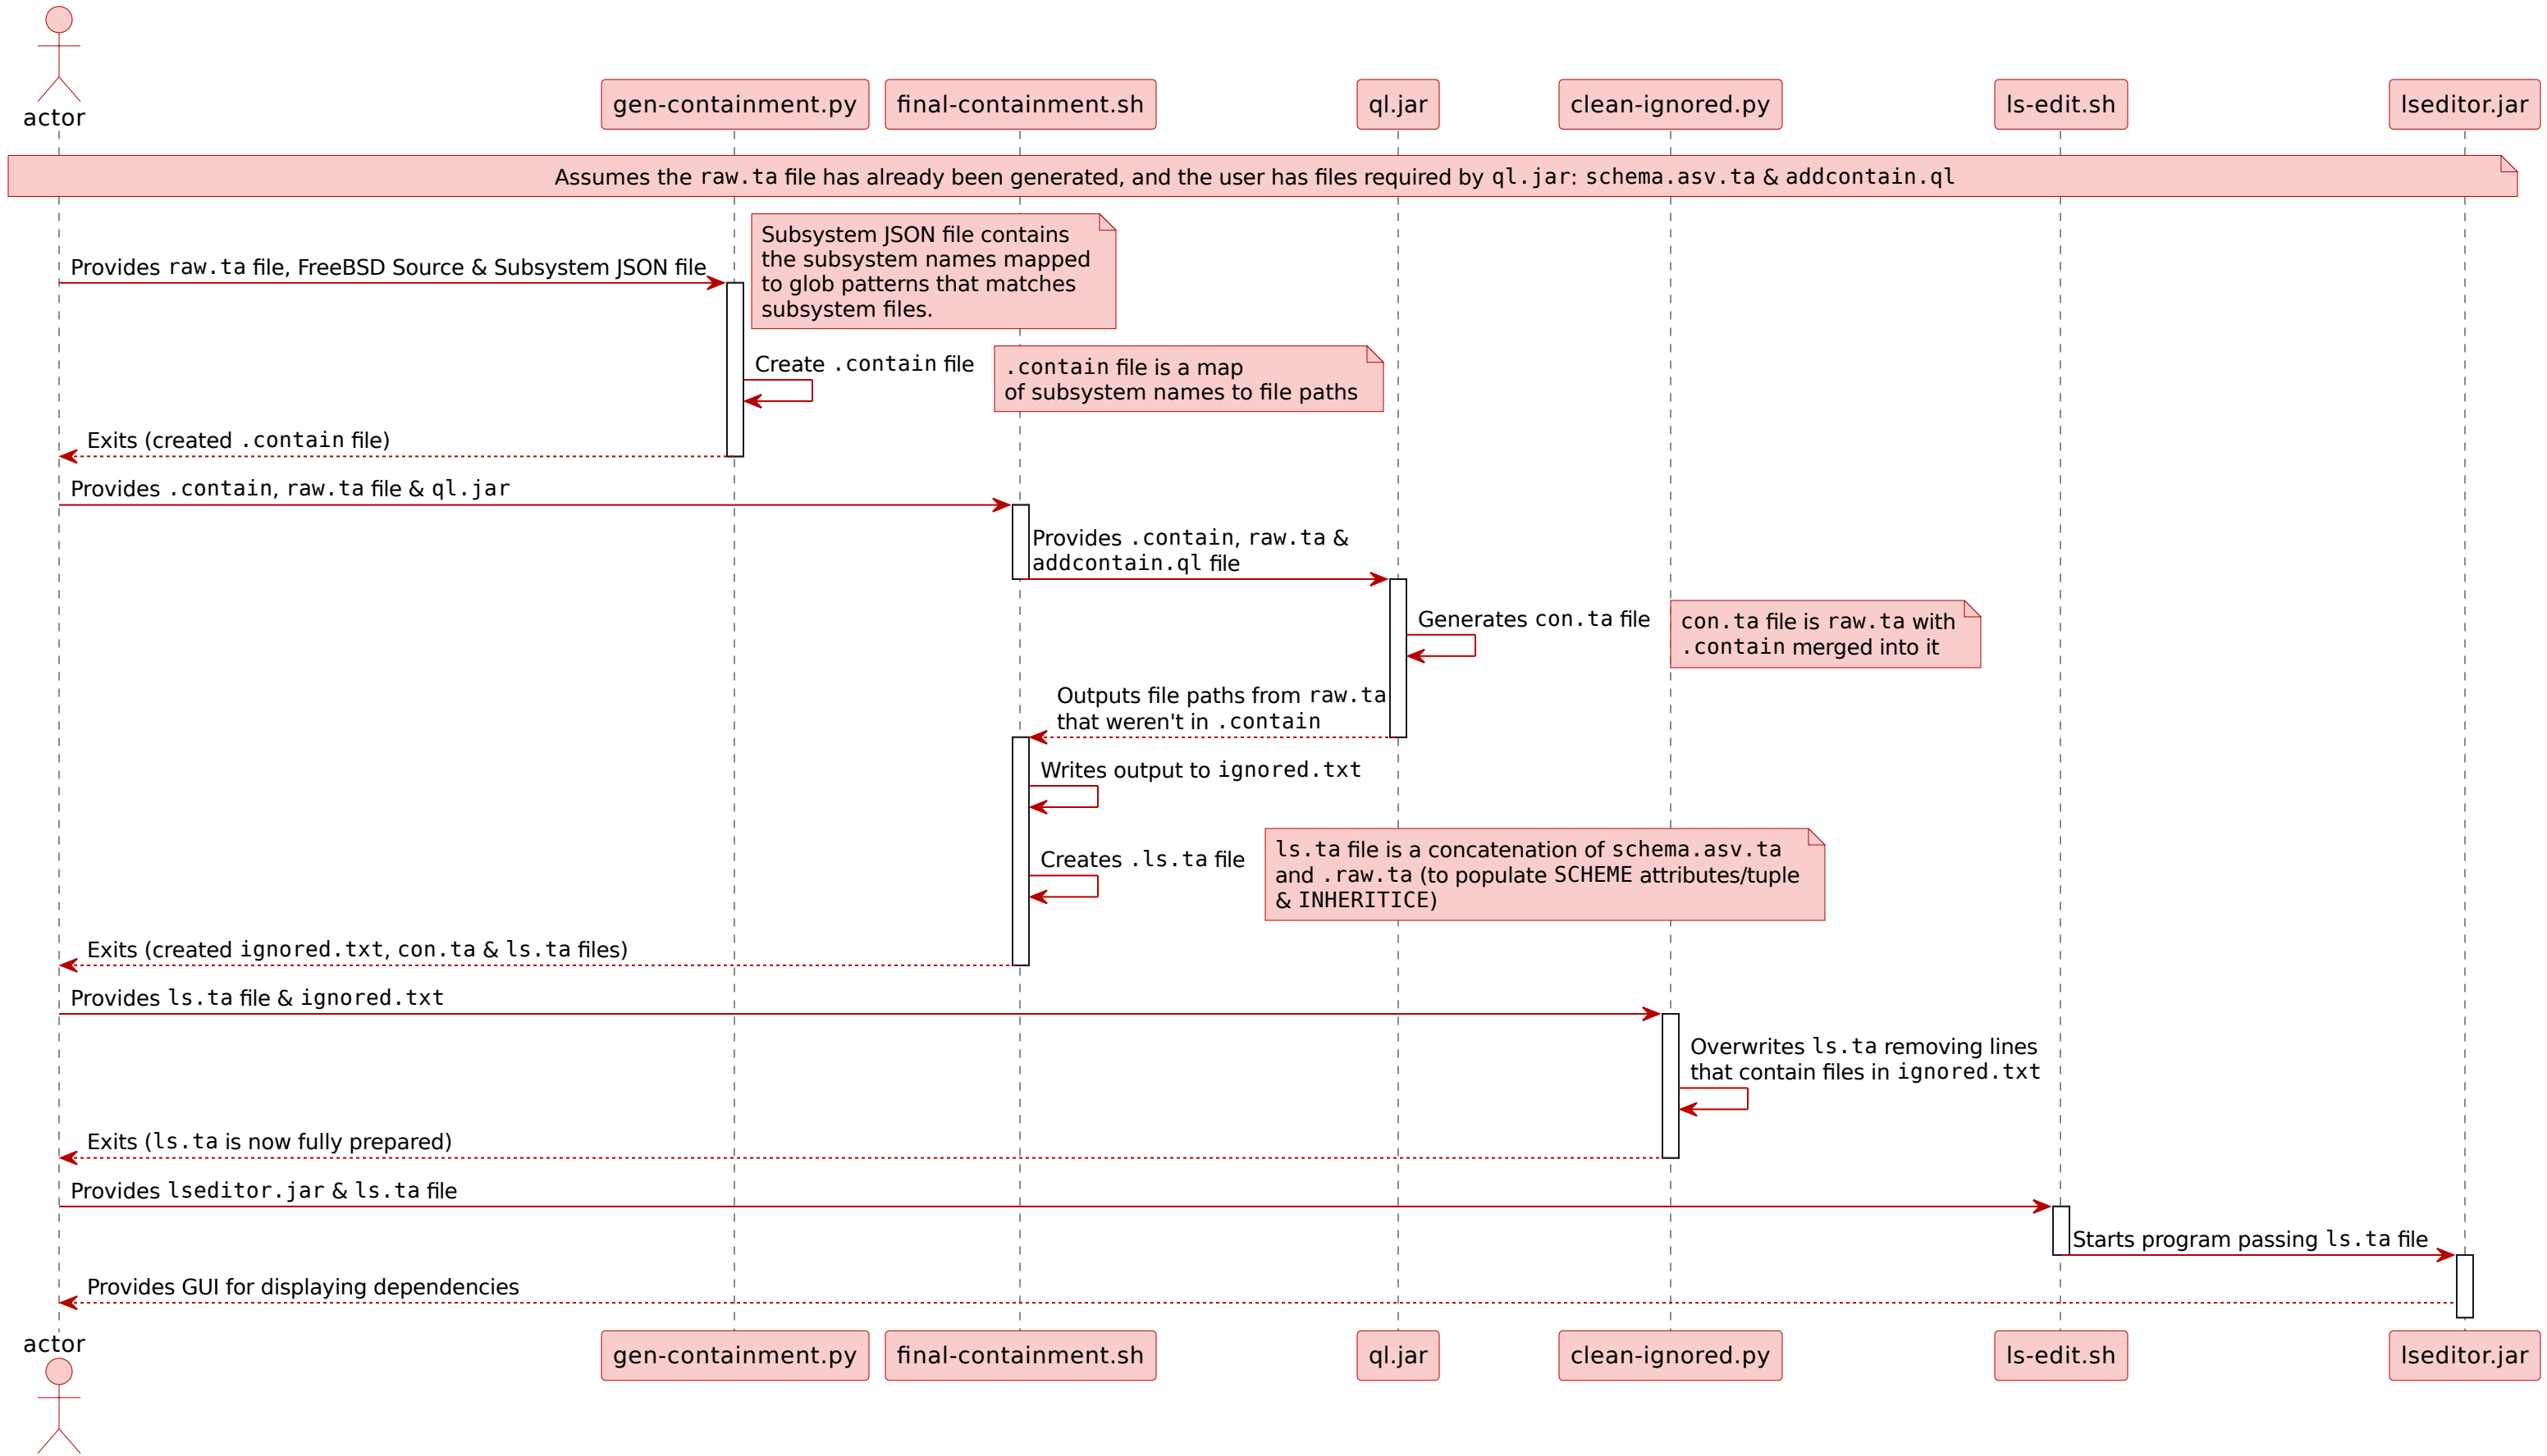 actor
gen-containment.py
final-containment.sh
ql.jar
clean-ignored.py
ls-edit.sh
lseditor.jar
Assumes the raw.ta file has already been generated, and the user has files required by ql.jar: schema.asv.ta & addcontain.ql
Subsystem JSON file contains
the subsystem names mapped
to glob patterns that matches
subsystem files.
Provides raw.ta file, FreeBSD Source & Subsystem JSON file
Create .contain file
.contain file is a map
of subsystem names to file paths
Exits (created .contain file)
Provides .contain, raw.ta file & ql.jar
Provides .contain, raw.ta &
addcontain.ql file
Generates con.ta file
con.ta file is raw.ta with
.contain merged into it
Outputs file paths from raw.ta
that weren't in .contain
Writes output to ignored.txt
Creates .ls.ta file
ls.ta file is a concatenation of schema.asv.ta
and .raw.ta (to populate SCHEME attributes/tuple
& INHERITICE)
Exits (created ignored.txt, con.ta & ls.ta files)
Provides ls.ta file & ignored.txt
Overwrites ls.ta removing lines
that contain files in ignored.txt
Exits (ls.ta is now fully prepared)
Provides lseditor.jar & ls.ta file
Starts program passing ls.ta file
Provides GUI for displaying dependencies
actor
gen-containment.py
final-containment.sh
ql.jar
clean-ignored.py
ls-edit.sh
lseditor.jar